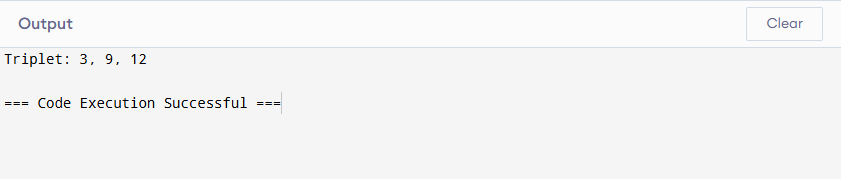 Output
Clear
Triplet: 3, 9, 12
=== Code Execution Successful ===